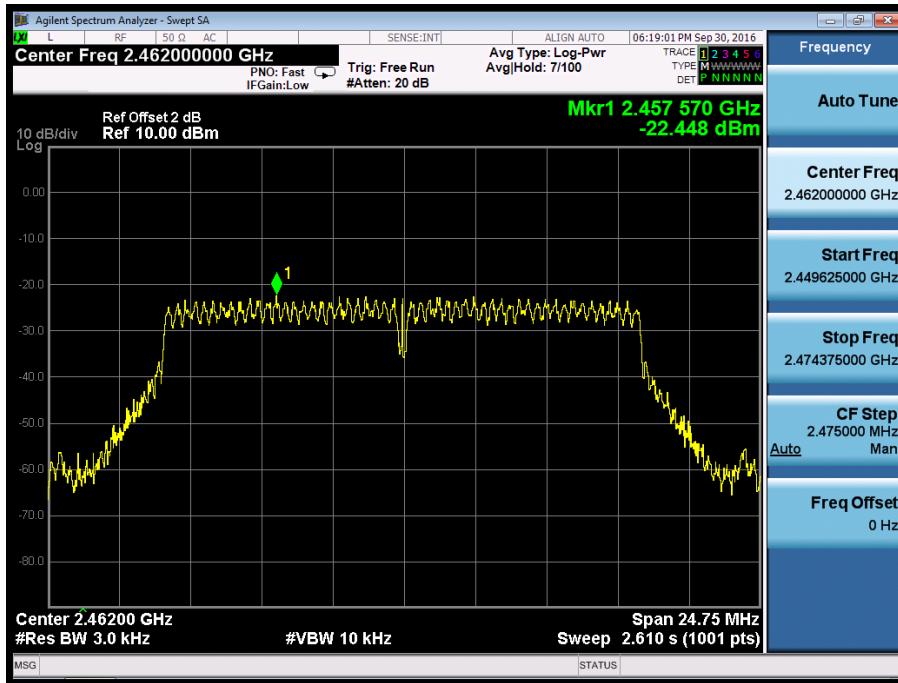 Agilent Spectrum Analyzer - Swept SA
LXI L RF 50 Ω AC SENSE:INT ALIGN AUTO 06:19:01 PM Sep 30, 2016
Center Freq 2.462000000 GHz
PNO: Fast
IFGain:Low
Trig: Free Run
#Atten: 20 dB
Avg Type: Log-Pwr
Avg|Hold: 7/100
TRACE 1 2 3 4 5 6
TYPE M WWWWW
DET P N N N N N
Frequency
Auto Tune
Center Freq
2.462000000 GHz
Start Freq
2.449625000 GHz
Stop Freq
2.474375000 GHz
CF Step
2.475000 MHz
Auto Man
Freq Offset
0 Hz
Mkr1 2.457 570 GHz
-22.448 dBm
Ref Offset 2 dB
10 dB/div Ref 10.00 dBm
Log
0.00
-10.0
-20.0
-30.0
-40.0
-50.0
-60.0
-70.0
-80.0
1
Center 2.46200 GHz Span 24.75 MHz
#Res BW 3.0 kHz #VBW 10 kHz Sweep 2.610 s (1001 pts)
MSG STATUS